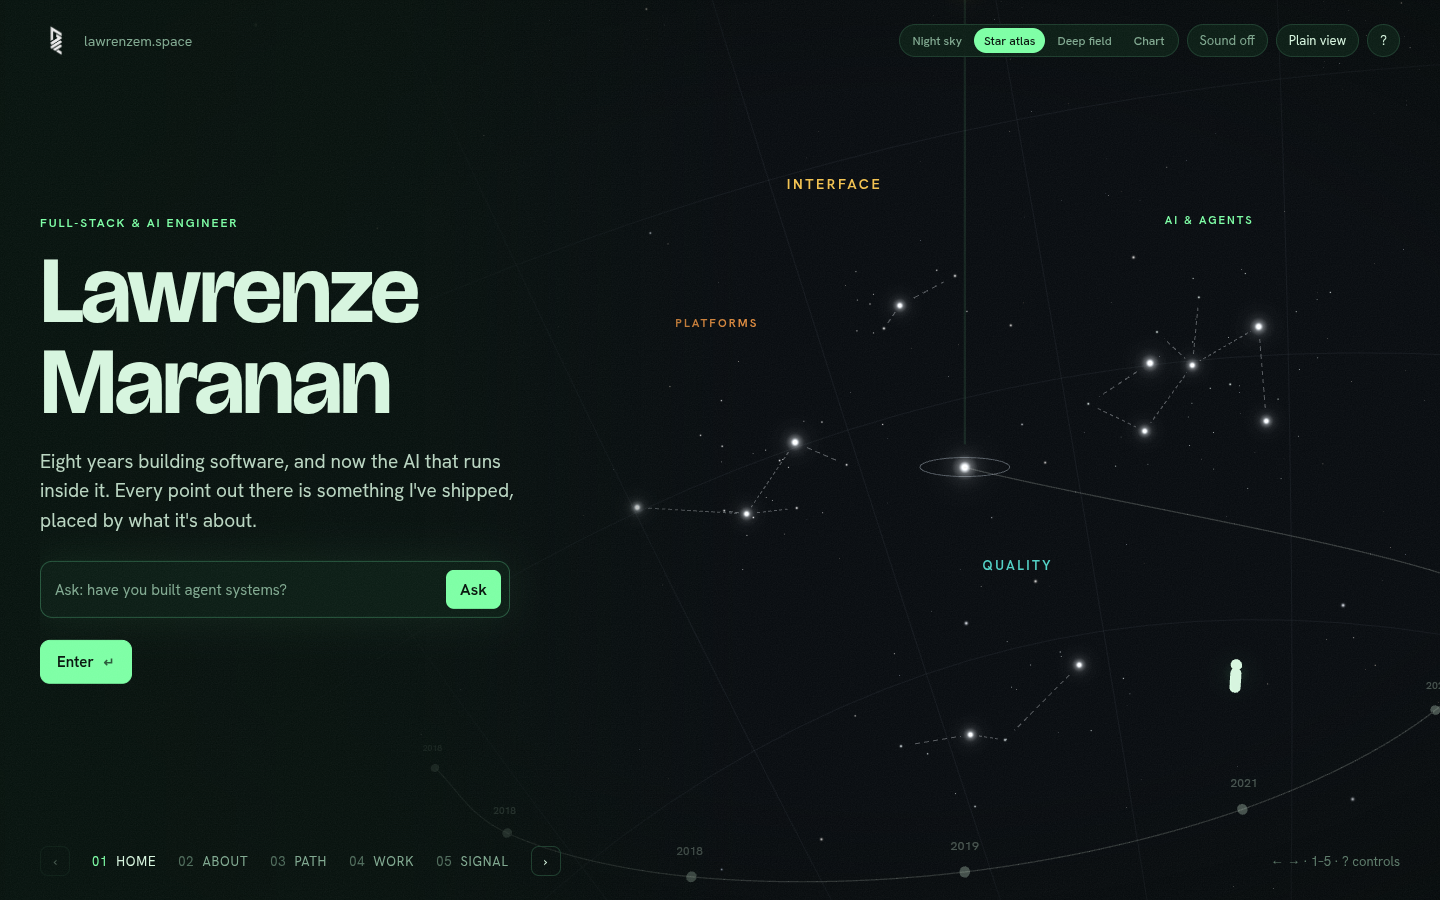 lawrenzem.space
Night sky
Star atlas
Deep field
Chart
Sound off
Plain view
?
INTERFACE
AI & AGENTS
PLATFORMS
QUALITY
FULL-STACK & AI ENGINEER
Lawrenze
Maranan
Eight years building software, and now the AI that runs
inside it. Every point out there is something I've shipped,
placed by what it's about.
Ask: have you built agent systems?
Ask
Enter ↵
2018
2018
2018
2019
2021
‹
01 HOME
02 ABOUT
03 PATH
04 WORK
05 SIGNAL
›
← → · 1-5 · ? controls